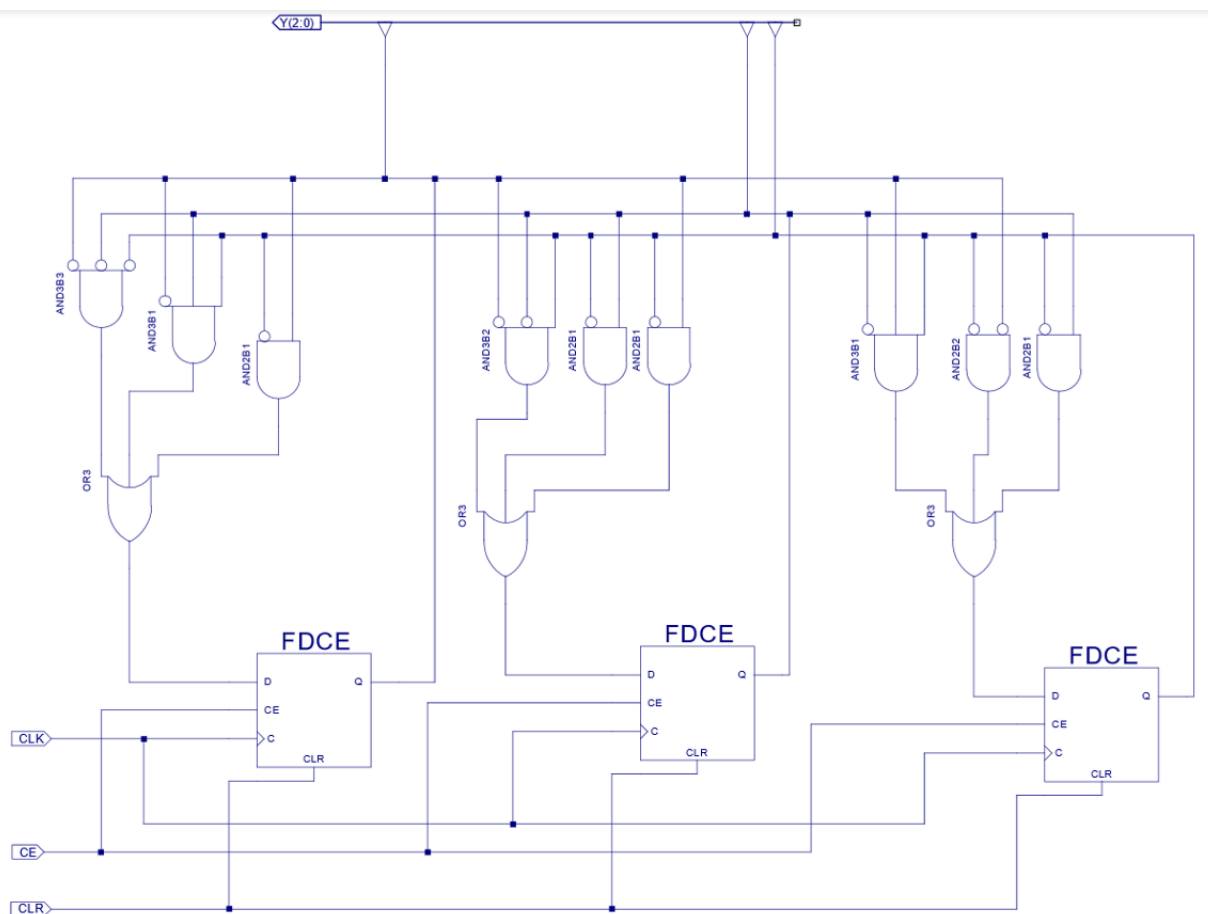 Y(2:0)
AND3B3
AND3B1
AND2B1
AND3B2
AND2B1
AND2B1
AND3B1
AND2B2
AND2B1
OR3
OR3
OR3
FDCE
D
Q
CE
C
CLR
FDCE
D
Q
CE
C
CLR
FDCE
D
Q
CE
C
CLR
CLK
CE
CLR